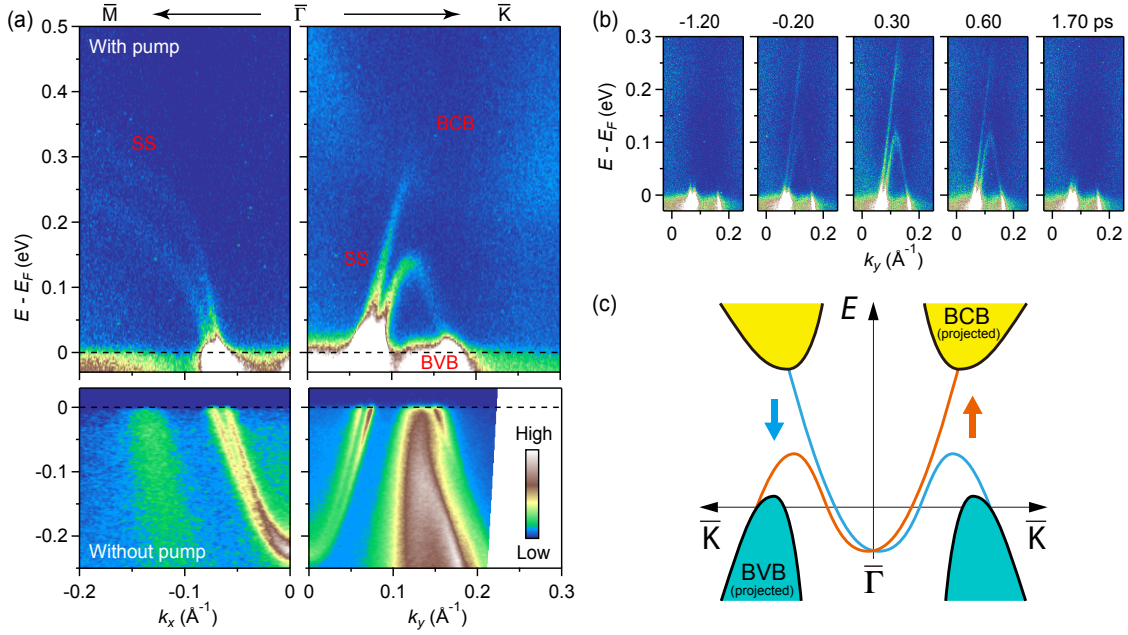 (a)
M̅ Γ̅ K̅
With pump
SS
BCB
SS
BVB
0.5
0.4
0.3
0.2
0.1
0
E - E_F (eV)
0
-0.1
-0.2
Without pump
High
Low
-0.2 -0.1 0
k_x (Å⁻¹)
0 0.1 0.2 0.3
k_y (Å⁻¹)
(b)
-1.20 -0.20 0.30 0.60 1.70 ps
0.3
0.2
0.1
0
E - E_F (eV)
0 0.2 0 0.2 0 0.2 0 0.2 0 0.2
k_y (Å⁻¹)
(c)
E
BCB
(projected)
K̅ Γ̅ K̅
BVB
(projected)